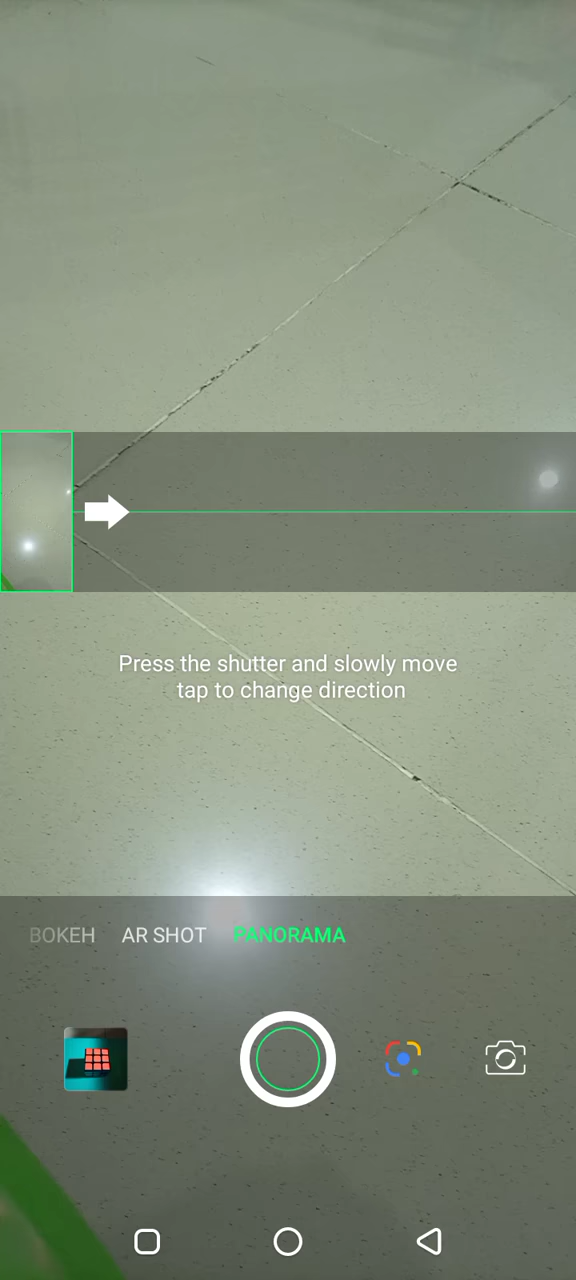 Press the shutter and slowly move
tap to change direction
BOKEH AR SHOT PANORAMA